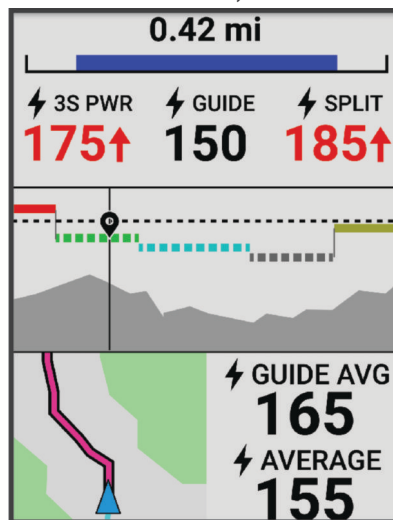 0.42 mi
3S PWR
GUIDE
SPLIT
175↑
150
185↑
GUIDE AVG
165
AVERAGE
155